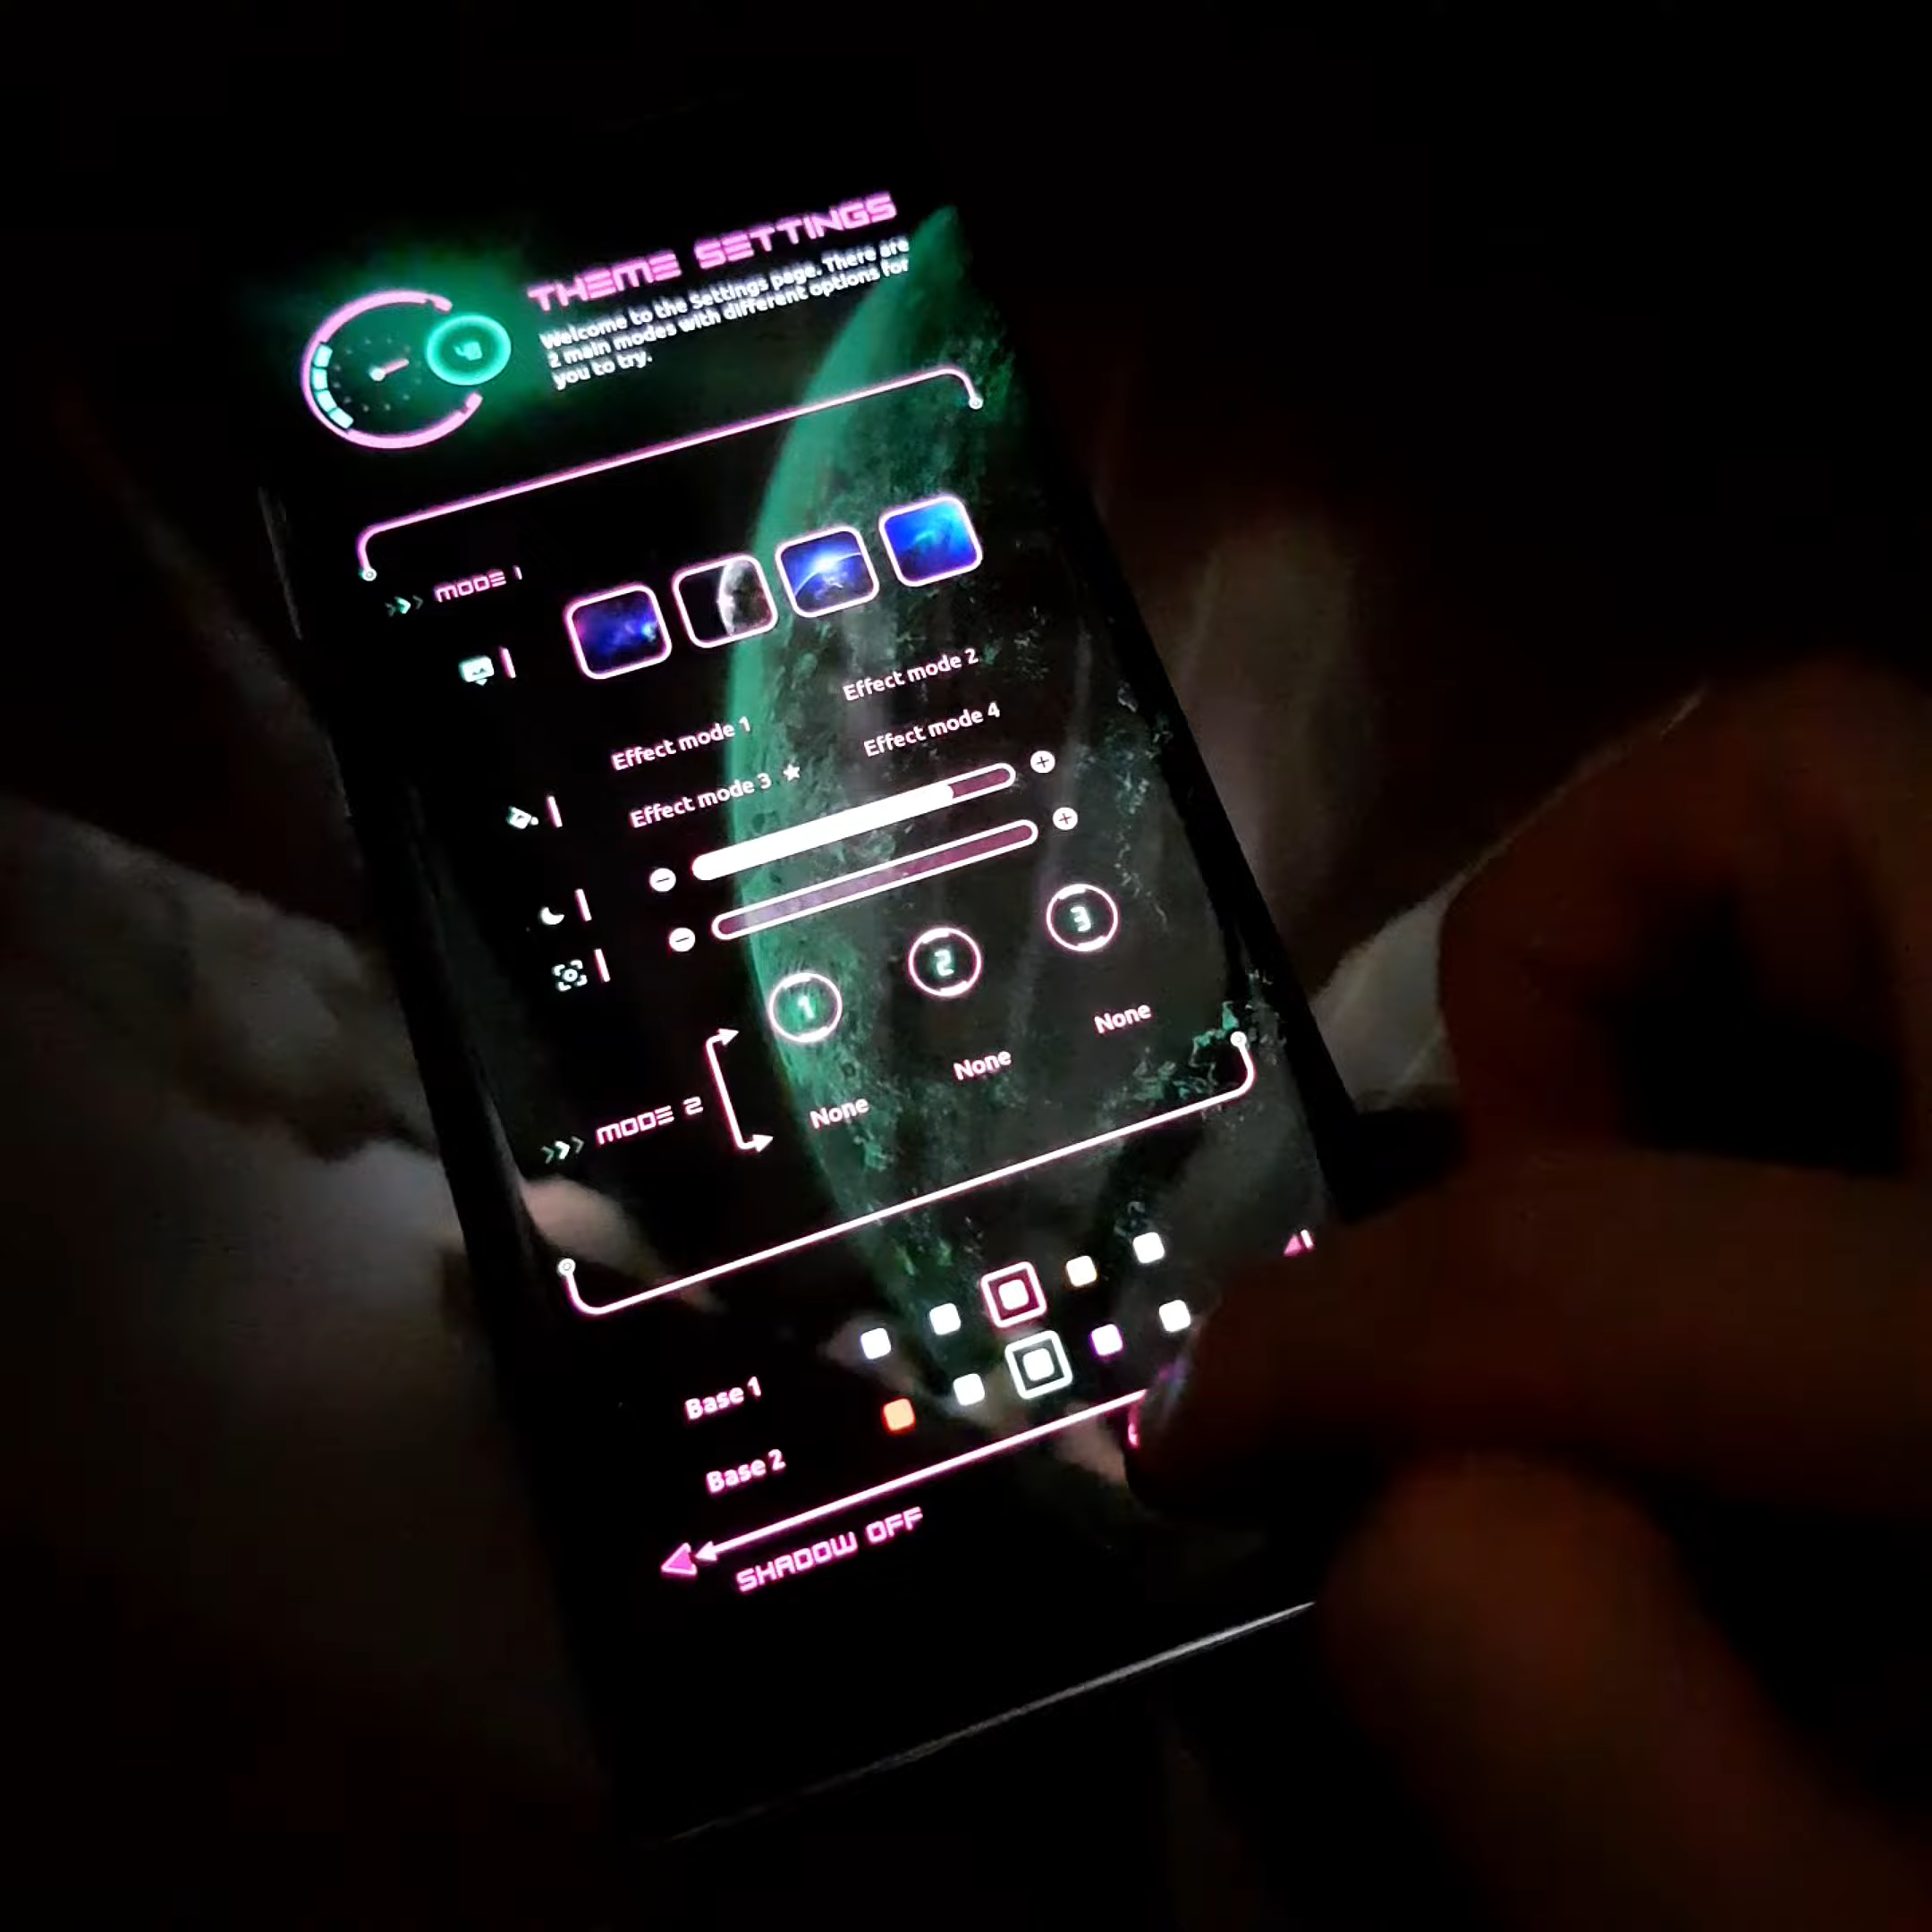 THEME SETTINGS
Welcome to the Settings page. There are
2 main modes with different options for
you to try.
MODE 1
Effect mode 1
Effect mode 2
Effect mode 3
Effect mode 4
1 2 3
MODE 2
None None None
Base 1
Base 2
SHADOW OFF